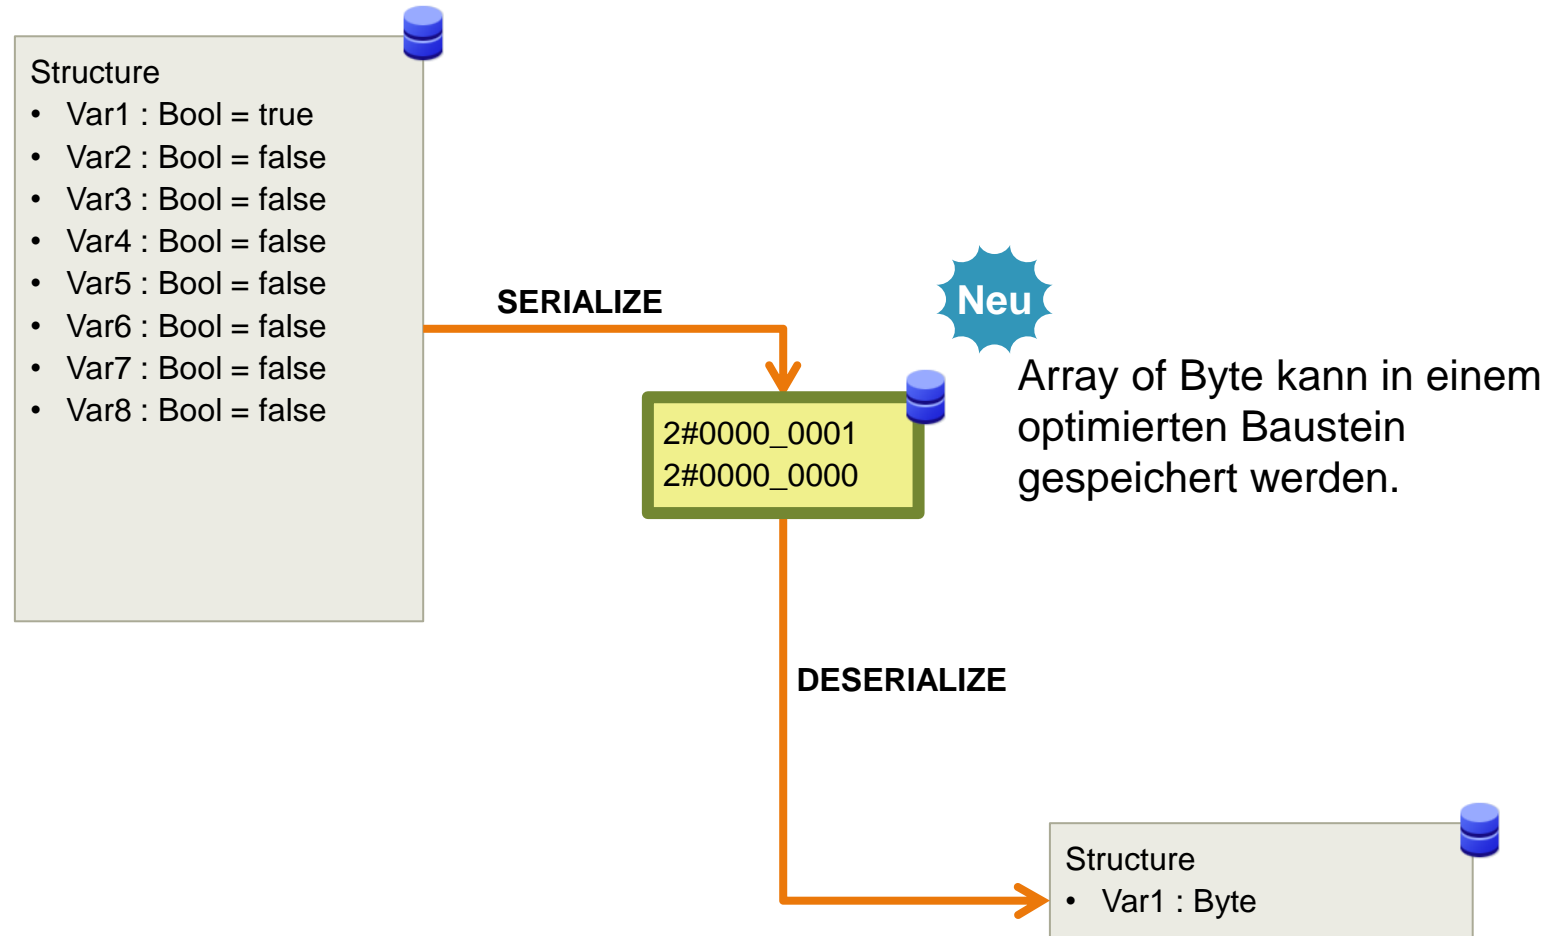 Structure
• Var1 : Bool = true
• Var2 : Bool = false
• Var3 : Bool = false
• Var4 : Bool = false
• Var5 : Bool = false
• Var6 : Bool = false
• Var7 : Bool = false
• Var8 : Bool = false
SERIALIZE
Neu
Array of Byte kann in einem
optimierten Baustein
gespeichert werden.
2#0000_0001
2#0000_0000
DESERIALIZE
Structure
• Var1 : Byte